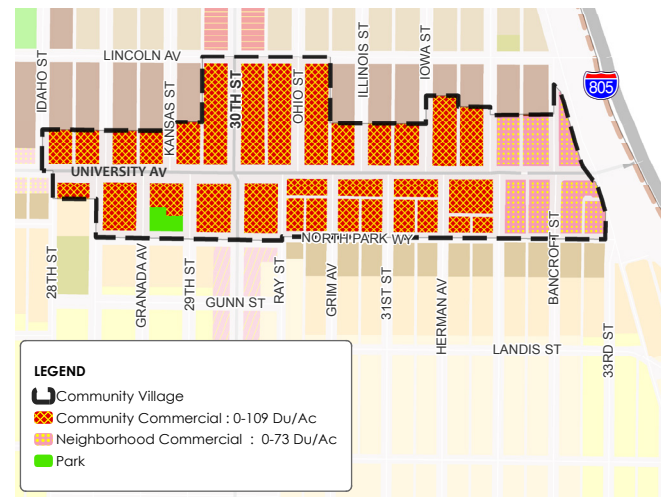 LINCOLN AV
IDAHO ST
KANSAS ST
30TH ST
OHIO ST
ILLINOIS ST
IOWA ST
805
UNIVERSITY AV
NORTH PARK WY
28TH ST
GRANADA AV
29TH ST
GUNN ST
RAY ST
GRIM AV
31ST ST
HERMAN AV
BANCROFT ST
33RD ST
LANDIS ST
LEGEND
Community Village
Community Commercial : 0-109 Du/Ac
Neighborhood Commercial : 0-73 Du/Ac
Park